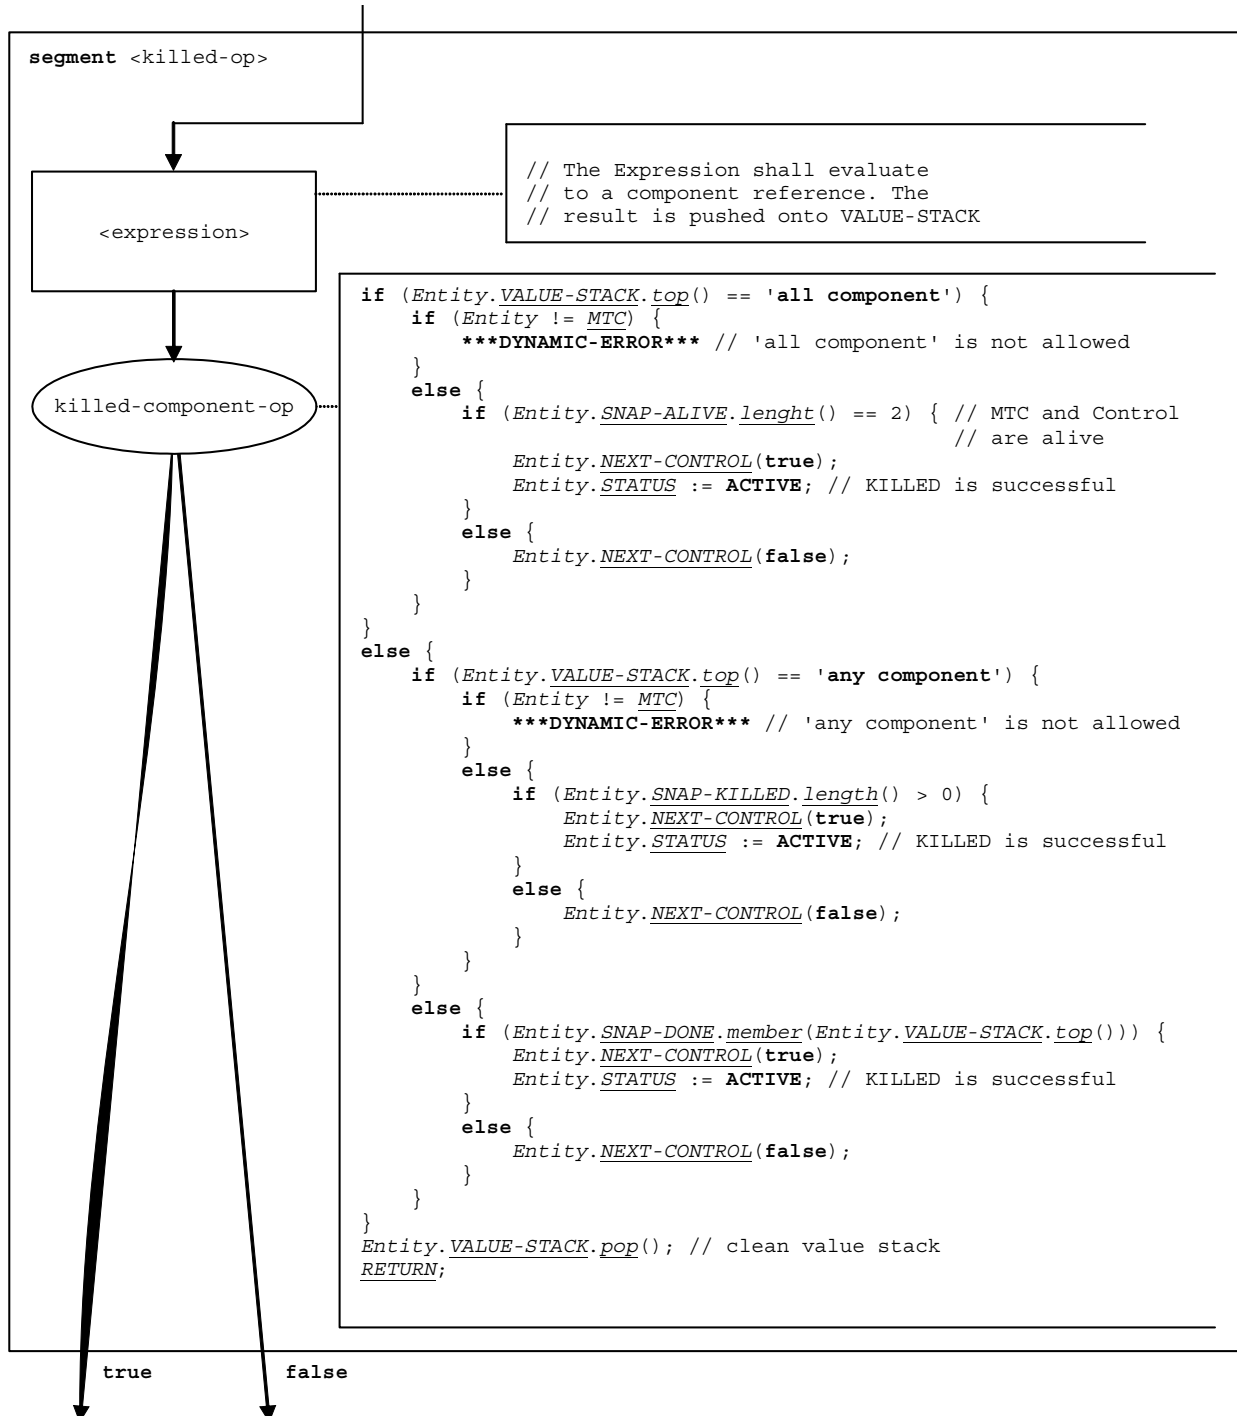 segment <killed-op>
// The Expression shall evaluate
// to a component reference. The
// result is pushed onto VALUE-STACK
<expression>
killed-component-op
if (Entity.VALUE-STACK.top() == 'all component') {
if (Entity != MTC) {
***DYNAMIC-ERROR*** // 'all component' is not allowed
}
else {
if (Entity.SNAP-ALIVE.lenght() == 2) { // MTC and Control
// are alive
Entity.NEXT-CONTROL(true);
Entity.STATUS := ACTIVE; // KILLED is successful
}
else {
Entity.NEXT-CONTROL(false);
}
}
}
else {
if (Entity.VALUE-STACK.top() == 'any component') {
if (Entity != MTC) {
***DYNAMIC-ERROR*** // 'any component' is not allowed
}
else {
if (Entity.SNAP-KILLED.length() > 0) {
Entity.NEXT-CONTROL(true);
Entity.STATUS := ACTIVE; // KILLED is successful
}
else {
Entity.NEXT-CONTROL(false);
}
}
}
else {
if (Entity.SNAP-DONE.member(Entity.VALUE-STACK.top())) {
Entity.NEXT-CONTROL(true);
Entity.STATUS := ACTIVE; // KILLED is successful
}
else {
Entity.NEXT-CONTROL(false);
}
}
}
Entity.VALUE-STACK.pop(); // clean value stack
RETURN;
true
false